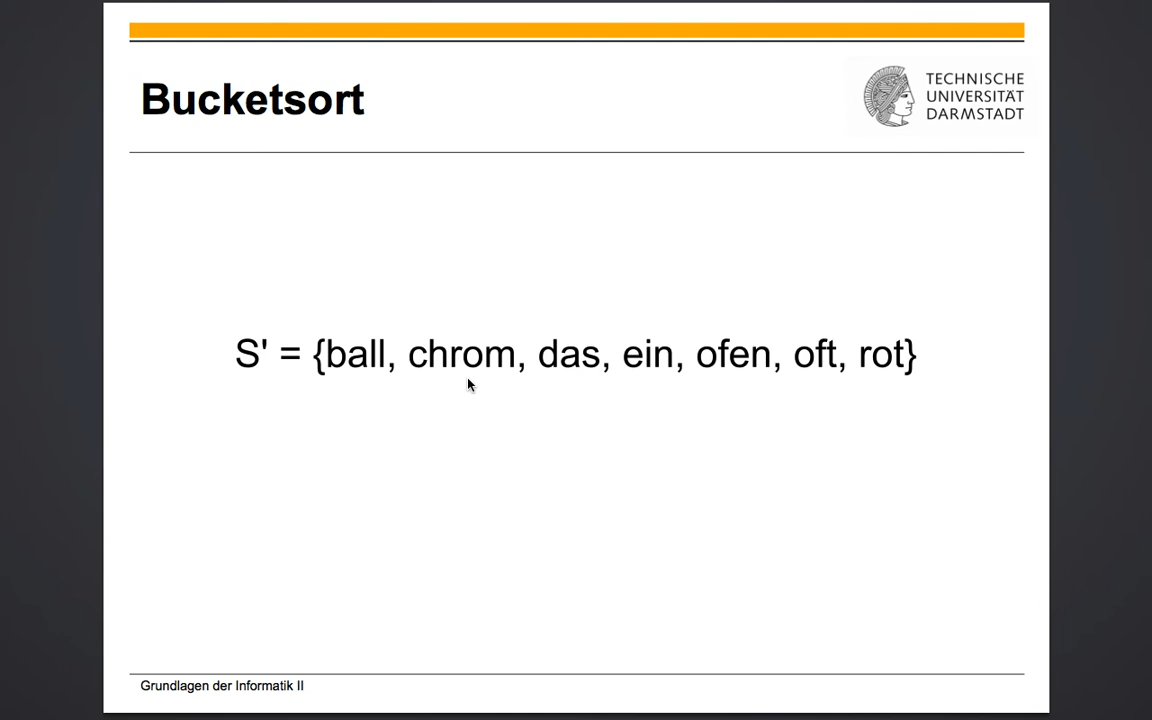 Bucketsort
TECHNISCHE
UNIVERSITÄT
DARMSTADT
S' = {ball, chrom, das, ein, ofen, oft, rot}
Grundlagen der Informatik II